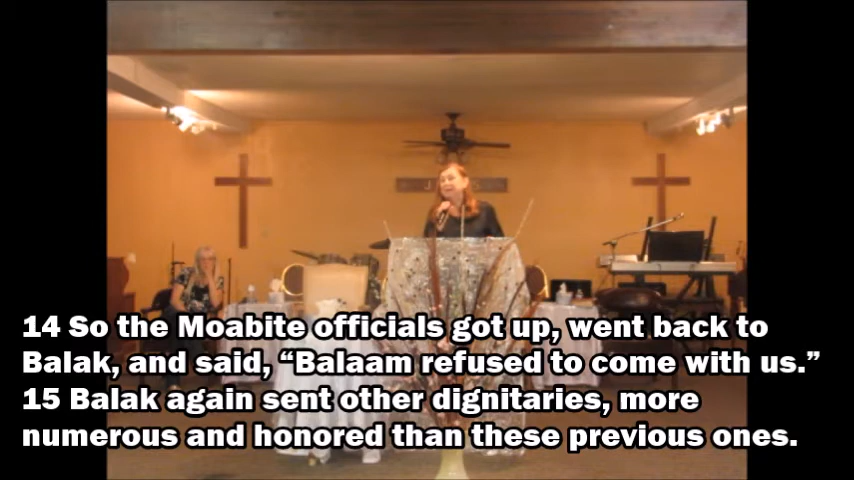 14 So the Moabite officials got up, went back to
Balak, and said, “Balaam refused to come with us.”
15 Balak again sent other dignitaries, more
numerous and honored than these previous ones.